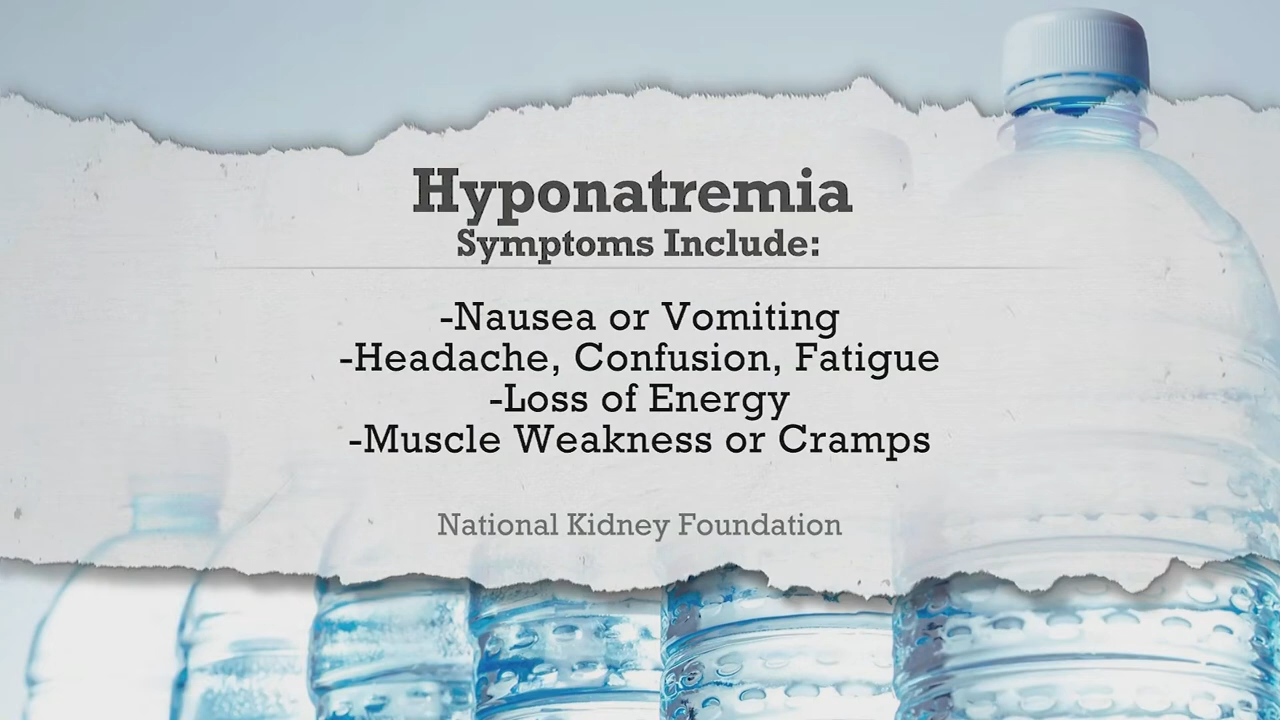 Hyponatremia
Symptoms Include:
-Nausea or Vomiting
-Headache, Confusion, Fatigue
-Loss of Energy
-Muscle Weakness or Cramps
National Kidney Foundation